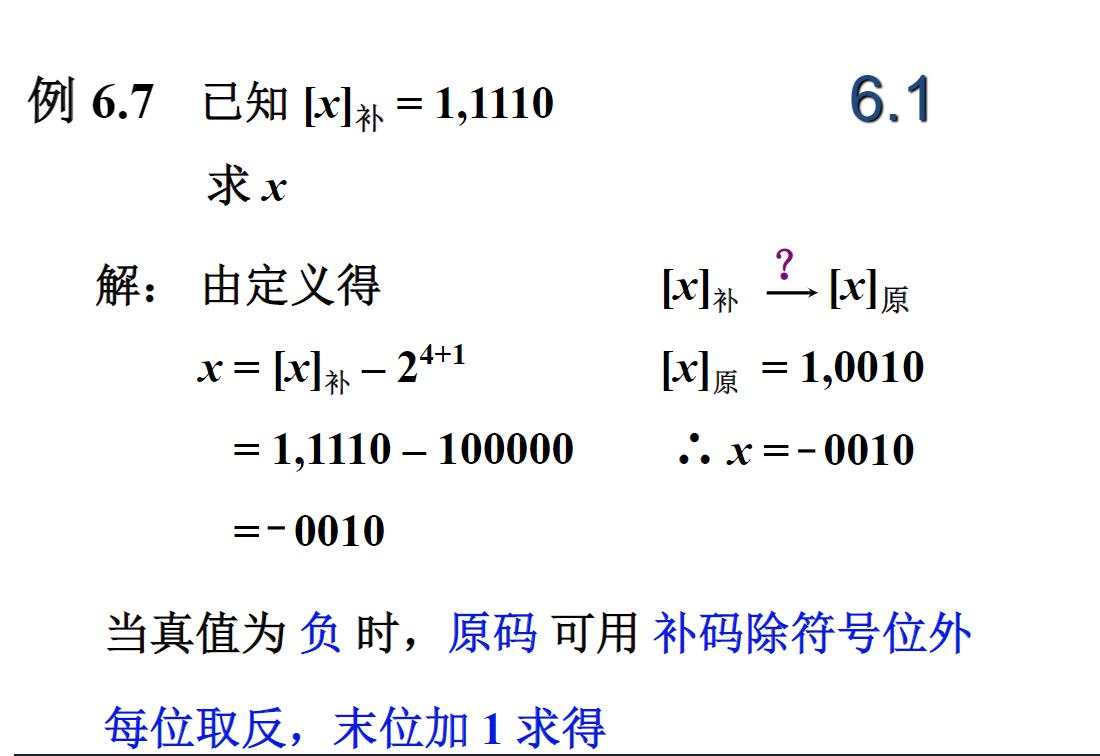 例 6.7 已知 [x]补 = 1,1110
6.1
求 x
解： 由定义得
x = [x]补 – 2^{4+1}
= 1,1110 – 100000
= – 0010
?
[x]补 ⟶ [x]原
[x]原 = 1,0010
∴ x = – 0010
当真值为 负 时，原码 可用 补码除符号位外
每位取反，末位加 1 求得